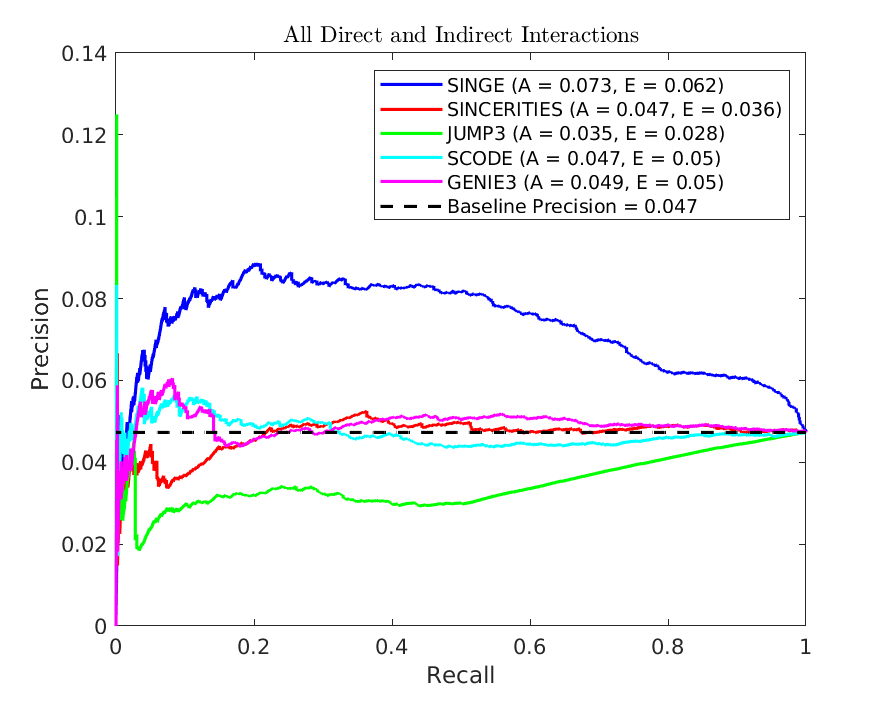 All Direct and Indirect Interactions
0.14
0.12
0.1
0.08
0.06
0.04
0.02
0
Precision
SINGE (A = 0.073, E = 0.062)
SINCERITIES (A = 0.047, E = 0.036)
JUMP3 (A = 0.035, E = 0.028)
SCODE (A = 0.047, E = 0.05)
GENIE3 (A = 0.049, E = 0.05)
Baseline Precision = 0.047
0 0.2 0.4 0.6 0.8 1
Recall